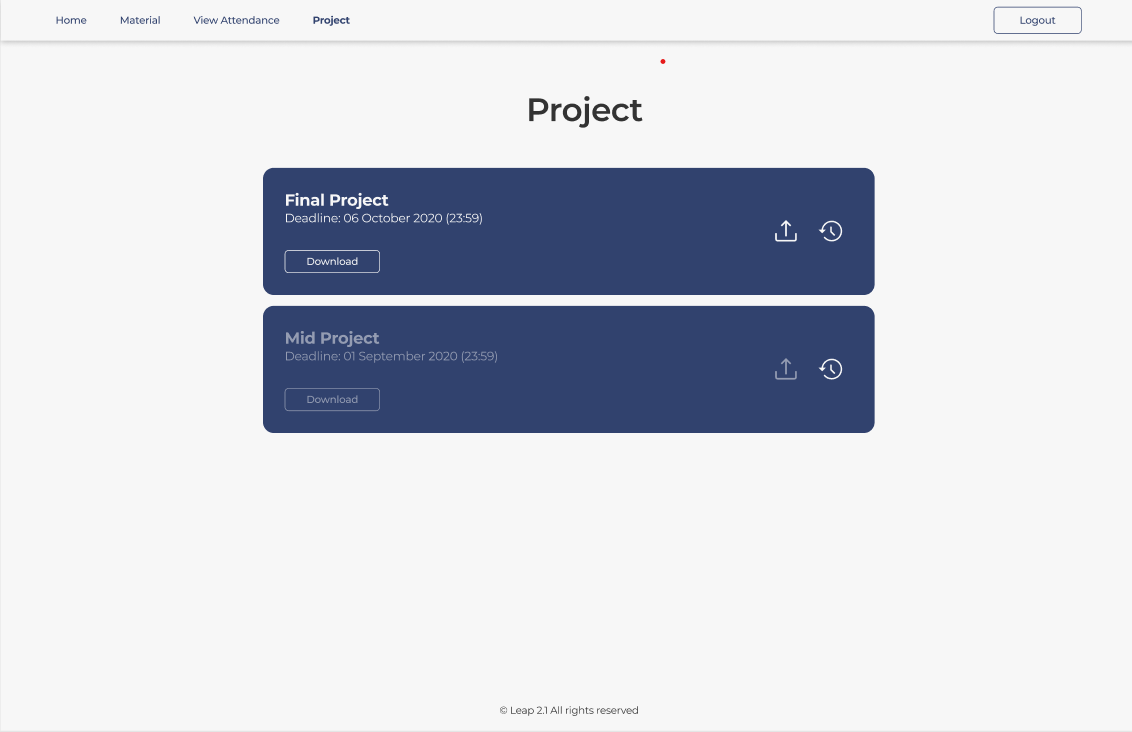 Home
Material
View Attendance
Project
Logout
Project
Final Project
Deadline: 06 October 2020 (23:59)
Download
Mid Project
Deadline: 01 September 2020 (23:59)
Download
© Leap 2.1 All rights reserved